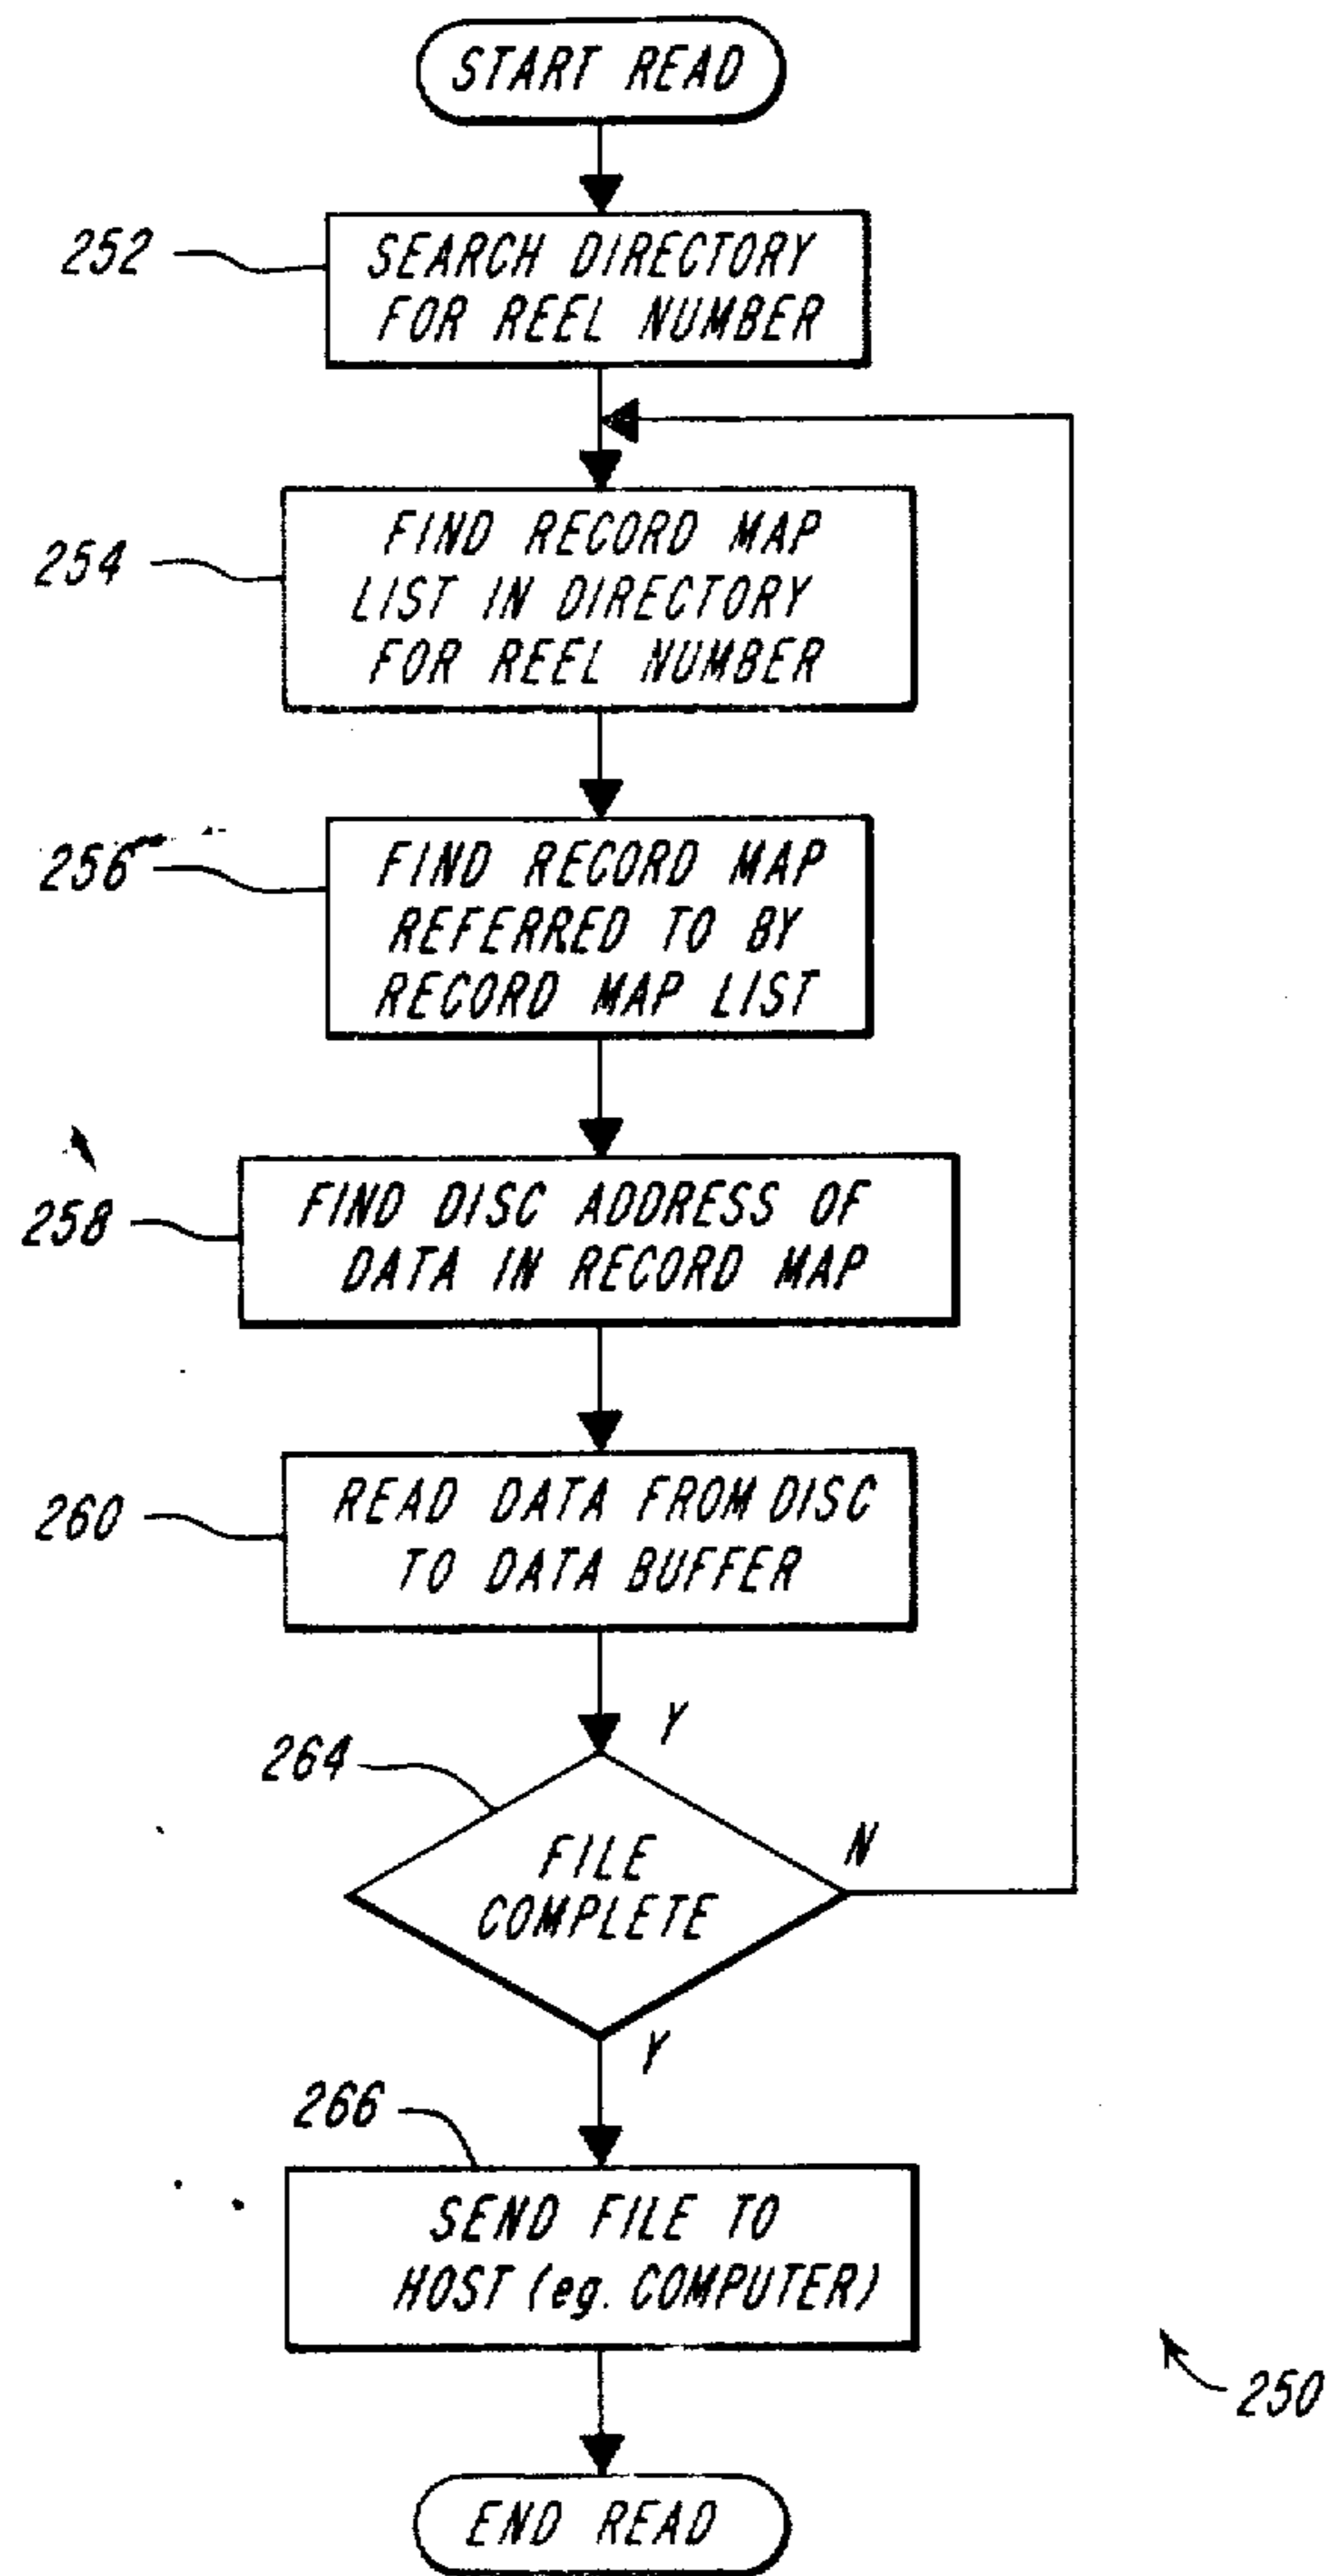 START READ
252
SEARCH DIRECTORY
FOR REEL NUMBER
254
FIND RECORD MAP
LIST IN DIRECTORY
FOR REEL NUMBER
256
FIND RECORD MAP
REFERRED TO BY
RECORD MAP LIST
258
FIND DISC ADDRESS OF
DATA IN RECORD MAP
260
READ DATA FROM DISC
TO DATA BUFFER
Y
264
FILE
COMPLETE
N
Y
266
SEND FILE TO
HOST (eg. COMPUTER)
250
END READ